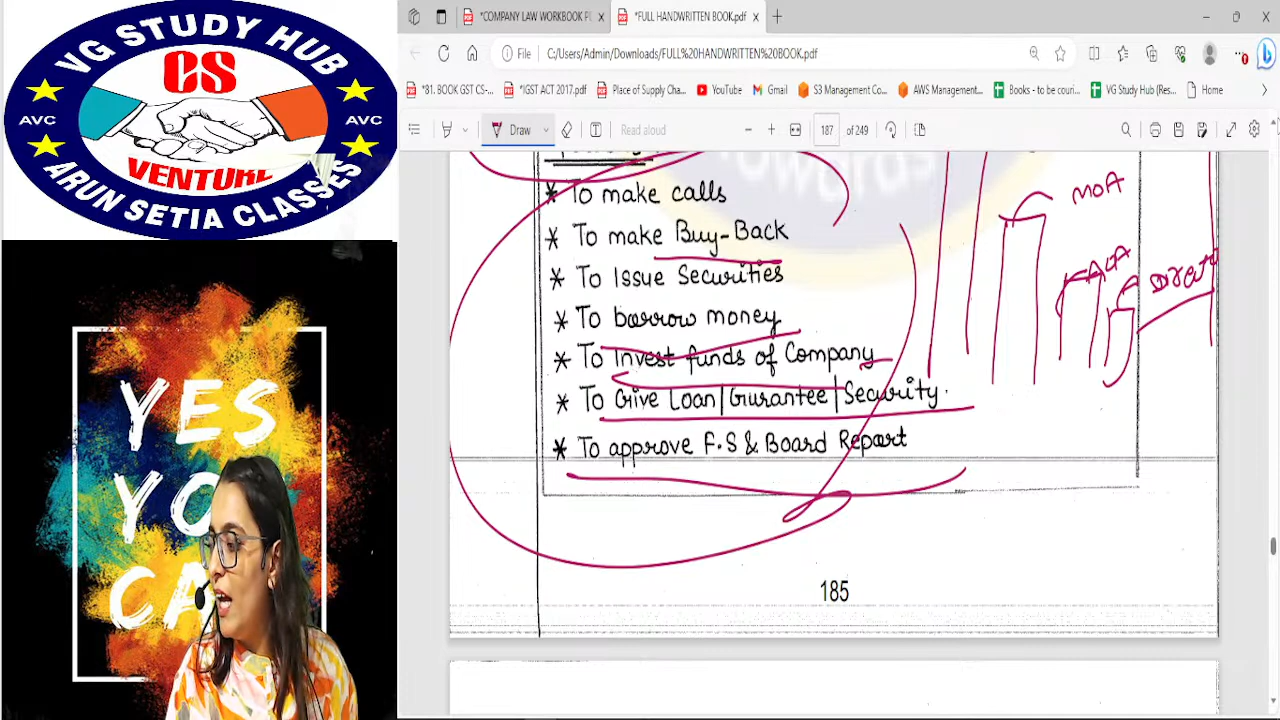 VG STUDY HUB
CS
AVC
AVC
VENTURE
ARUN SETIA CLASSES
YES
YO
CA
*COMPANY LAW WORKBOOK PU
*FULL HANDWRITTEN BOOK.pdf
File
C:/Users/Admin/Downloads/FULL%20HANDWRITTEN%20BOOK.pdf
*81. BOOK GST CS-...
*IGST ACT 2017.pdf
Place of Supply Cha...
YouTube
Gmail
S3 Management Co...
AWS Management...
Books - to be couri...
VG Study Hub (Res...
Home
Draw
Read aloud
187
of 249
* To make calls
* To make Buy-Back
* To Issue Securities
* To borrow money
* To Invest funds of Company
* To Give Loan|Gurantee|Security.
* To approve F.S & Board Report
MOA
185